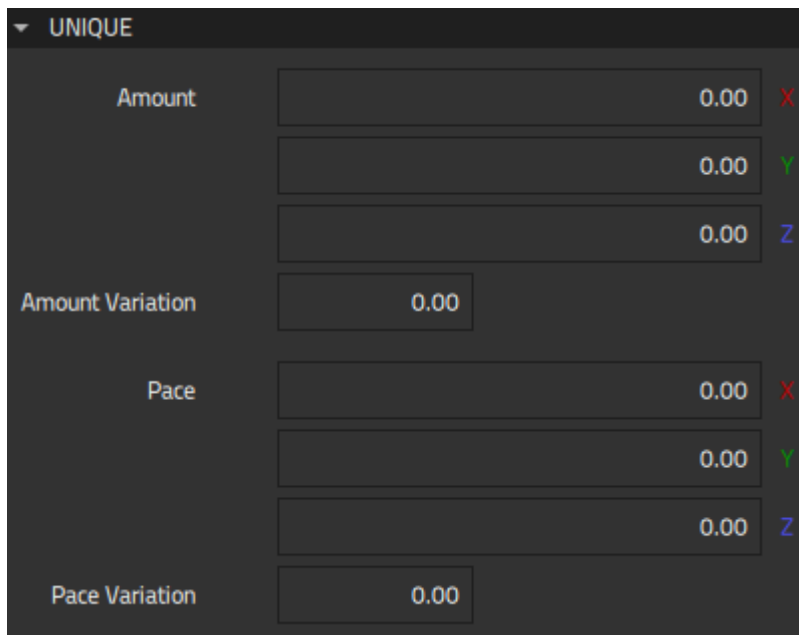 UNIQUE
Amount 0.00 X
0.00 Y
0.00 Z
Amount Variation 0.00
Pace 0.00 X
0.00 Y
0.00 Z
Pace Variation 0.00